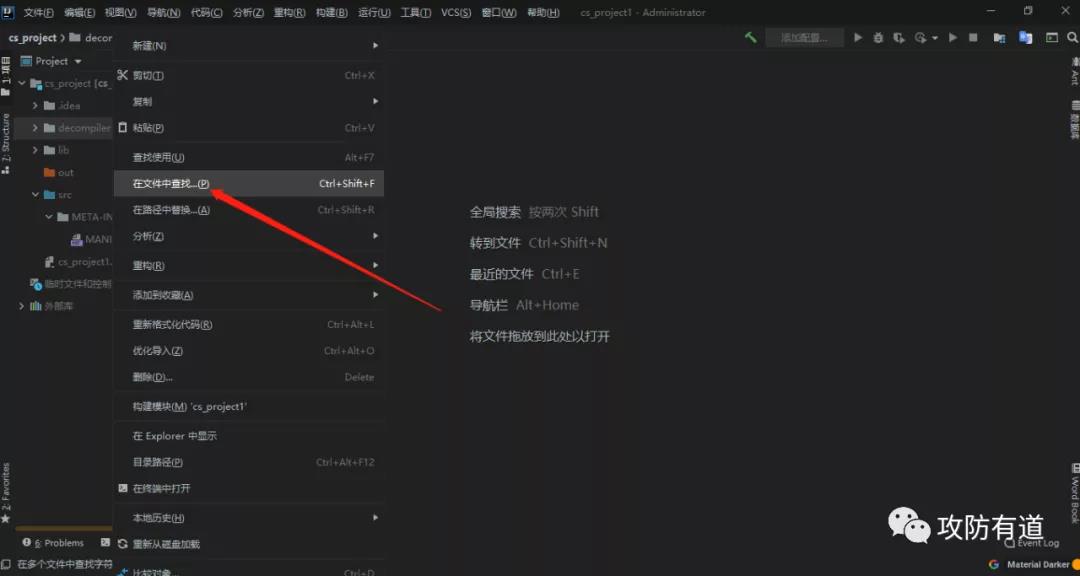 文件(F) 编辑(E) 视图(V) 导航(N) 代码(C) 分析(Z) 重构(R) 构建(B) 运行(U) 工具(T) VCS(S) 窗口(W) 帮助(H) cs_project1 - Administrator
cs_project decor
添加配置...
1: 项目
Project
cs_project [cs_
.idea
decompiler
lib
out
src
META-IN
MANI
cs_project1.
临时文件和控制
外部库
Z: Structure
2: Favorites
新建(N)
剪切(T) Ctrl+X
复制
粘贴(P) Ctrl+V
查找使用(U) Alt+F7
在文件中查找...(P) Ctrl+Shift+F
在路径中替换...(A) Ctrl+Shift+R
分析(Z)
重构(R)
添加到收藏(A)
重新格式化代码(R) Ctrl+Alt+L
优化导入(Z) Ctrl+Alt+O
删除(D)... Delete
构建模块(M) 'cs_project1'
在 Explorer 中显示
目录路径(P) Ctrl+Alt+F12
在终端中打开
本地历史(H)
重新从磁盘加载
比较对象... Ctrl+D
全局搜索 按两次 Shift
转到文件 Ctrl+Shift+N
最近的文件 Ctrl+E
导航栏 Alt+Home
将文件拖放到此处以打开
Ant
数据库
Word Book
攻防有道
6: Problems
Event Log
在多个文件中查找字符
Material Darker